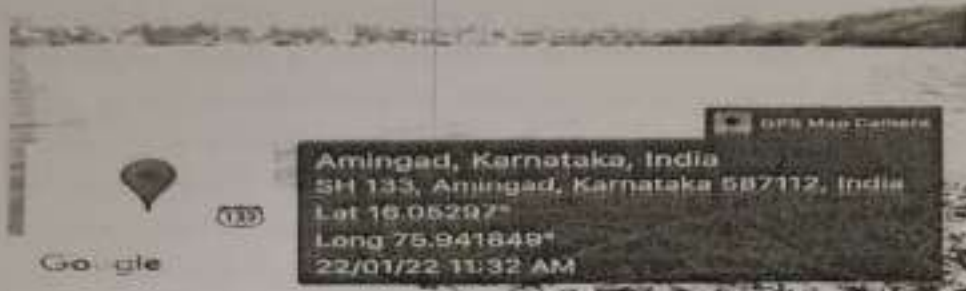 GPS Map Camera
Amingad, Karnataka, India
SH 133, Amingad, Karnataka 587112, India
Lat 16.05297°
Long 75.941849°
22/01/22 11:32 AM
133
Google